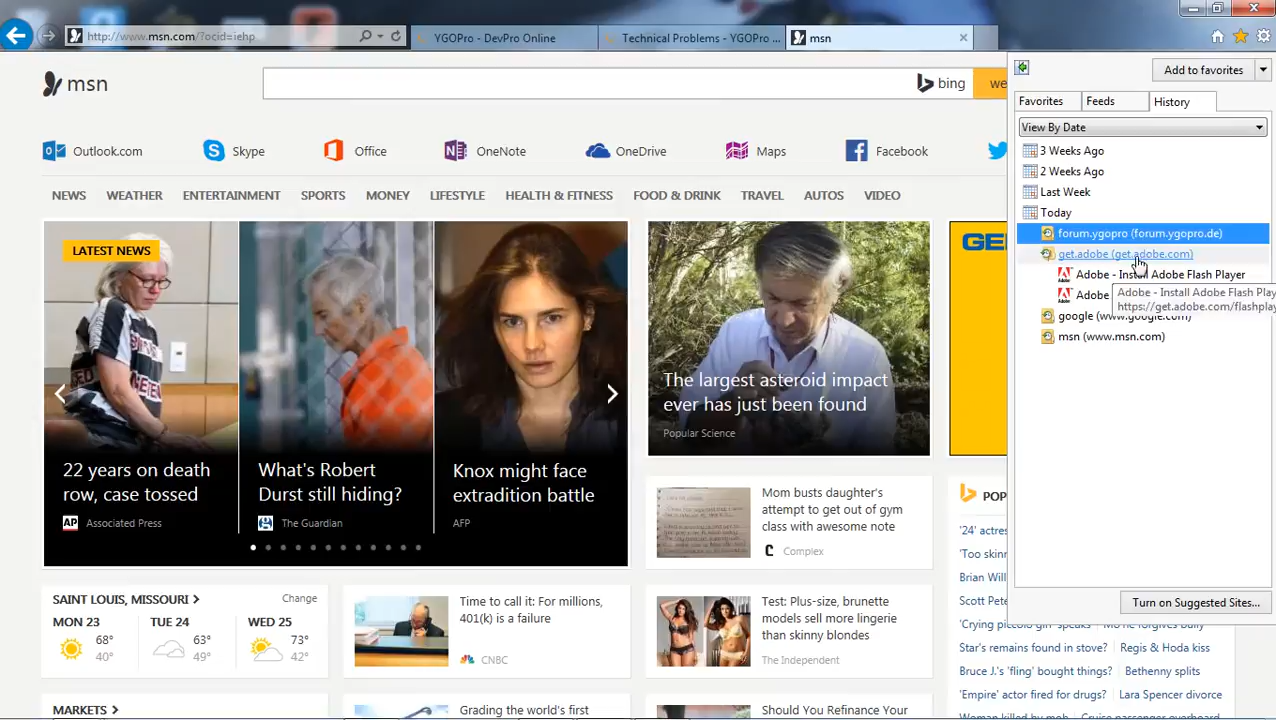 http://www.msn.com/?ocid=iehp
YGOPro - DevPro Online
Technical Problems - YGOPRO ...
msn
msn
bing
we
Add to favorites
Favorites
Feeds
History
View By Date
3 Weeks Ago
2 Weeks Ago
Last Week
Today
forum.ygopro (forum.ygopro.de)
get.adobe (get.adobe.com)
Adobe - Install Adobe Flash Player
Adobe
Adobe - Install Adobe Flash Play
https://get.adobe.com/flashplay
google (www.google.com)
msn (www.msn.com)
Turn on Suggested Sites...
Outlook.com
Skype
Office
OneNote
OneDrive
Maps
Facebook
NEWS
WEATHER
ENTERTAINMENT
SPORTS
MONEY
LIFESTYLE
HEALTH & FITNESS
FOOD & DRINK
TRAVEL
AUTOS
VIDEO
LATEST NEWS
22 years on death
row, case tossed
AP Associated Press
What's Robert
Durst still hiding?
The Guardian
Knox might face
extradition battle
AFP
The largest asteroid impact
ever has just been found
Popular Science
GE
Mom busts daughter's
attempt to get out of gym
class with awesome note
Complex
POP
'24' actres
'Too skinn
Brian Will
Scott Pete
'Crying piccolo girl' speaks
Star's remains found in stove?
Regis & Hoda kiss
Bruce J.'s 'fling' bought things?
Bethenny splits
'Empire' actor fired for drugs?
Lara Spencer divorce
SAINT LOUIS, MISSOURI
Change
MON 23
68°
40°
TUE 24
63°
49°
WED 25
73°
42°
Time to call it: For millions,
401(k) is a failure
CNBC
Test: Plus-size, brunette
models sell more lingerie
than skinny blondes
The Independent
MARKETS
Grading the world's first
Should You Refinance Your